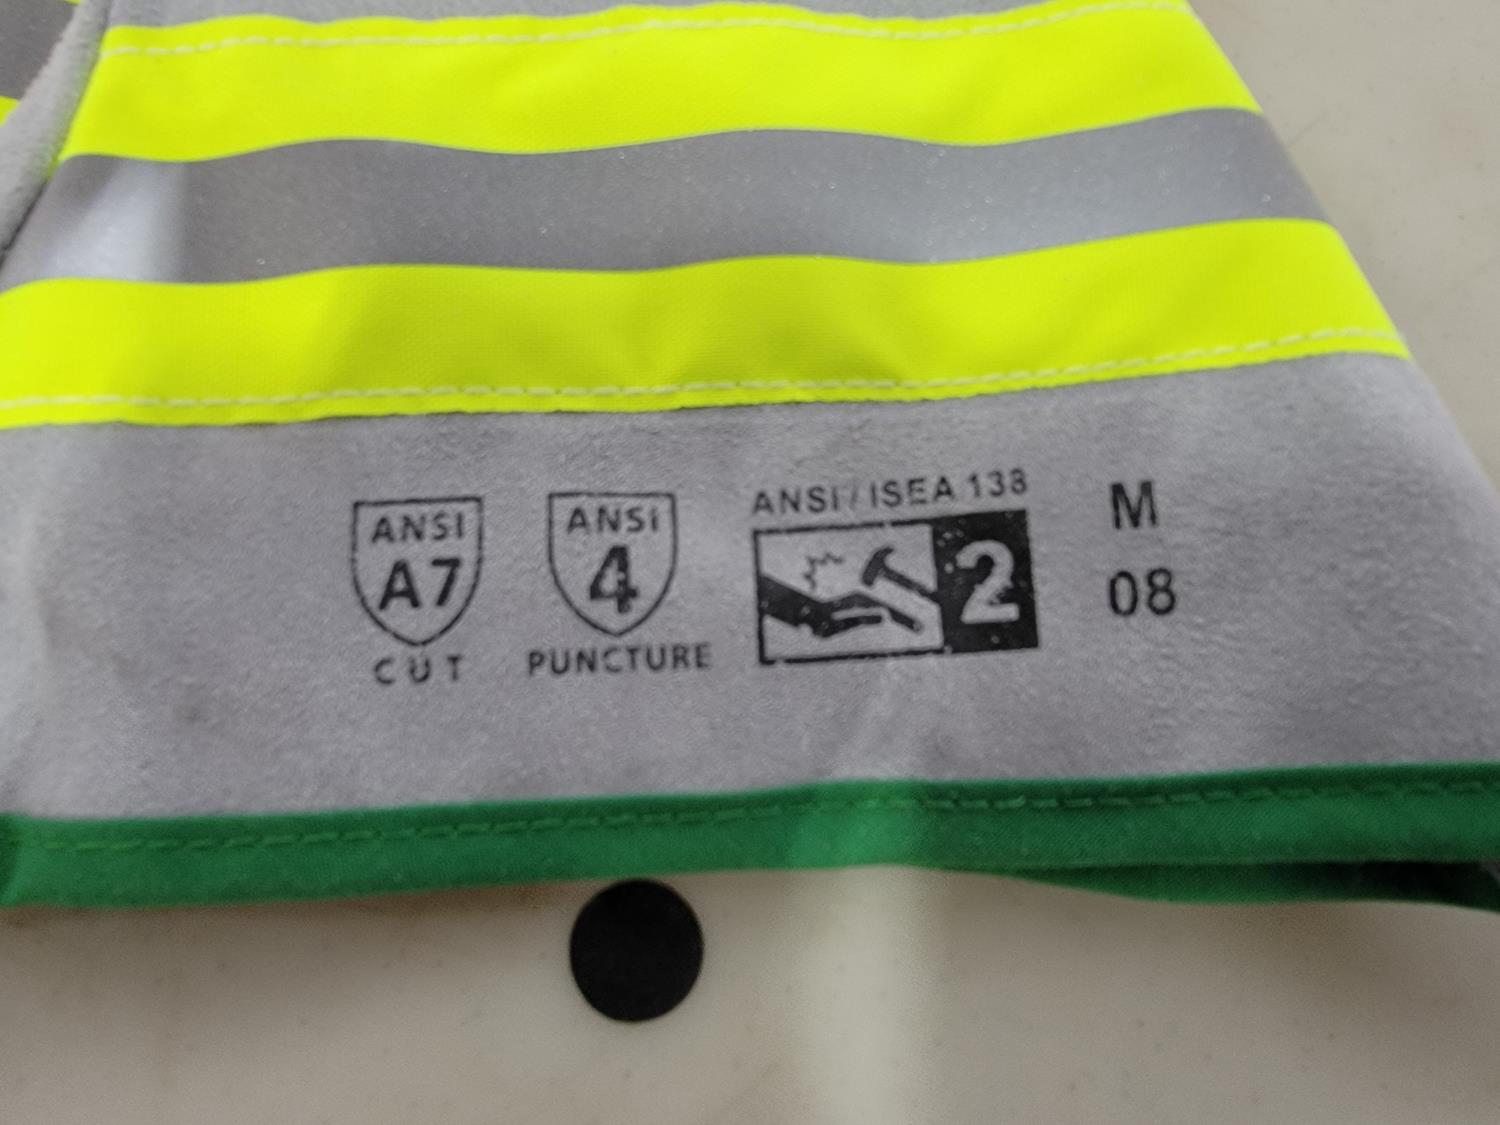 ANSI
A7
CUT
ANSI
4
PUNCTURE
ANSI/ISEA 138
2
M
08